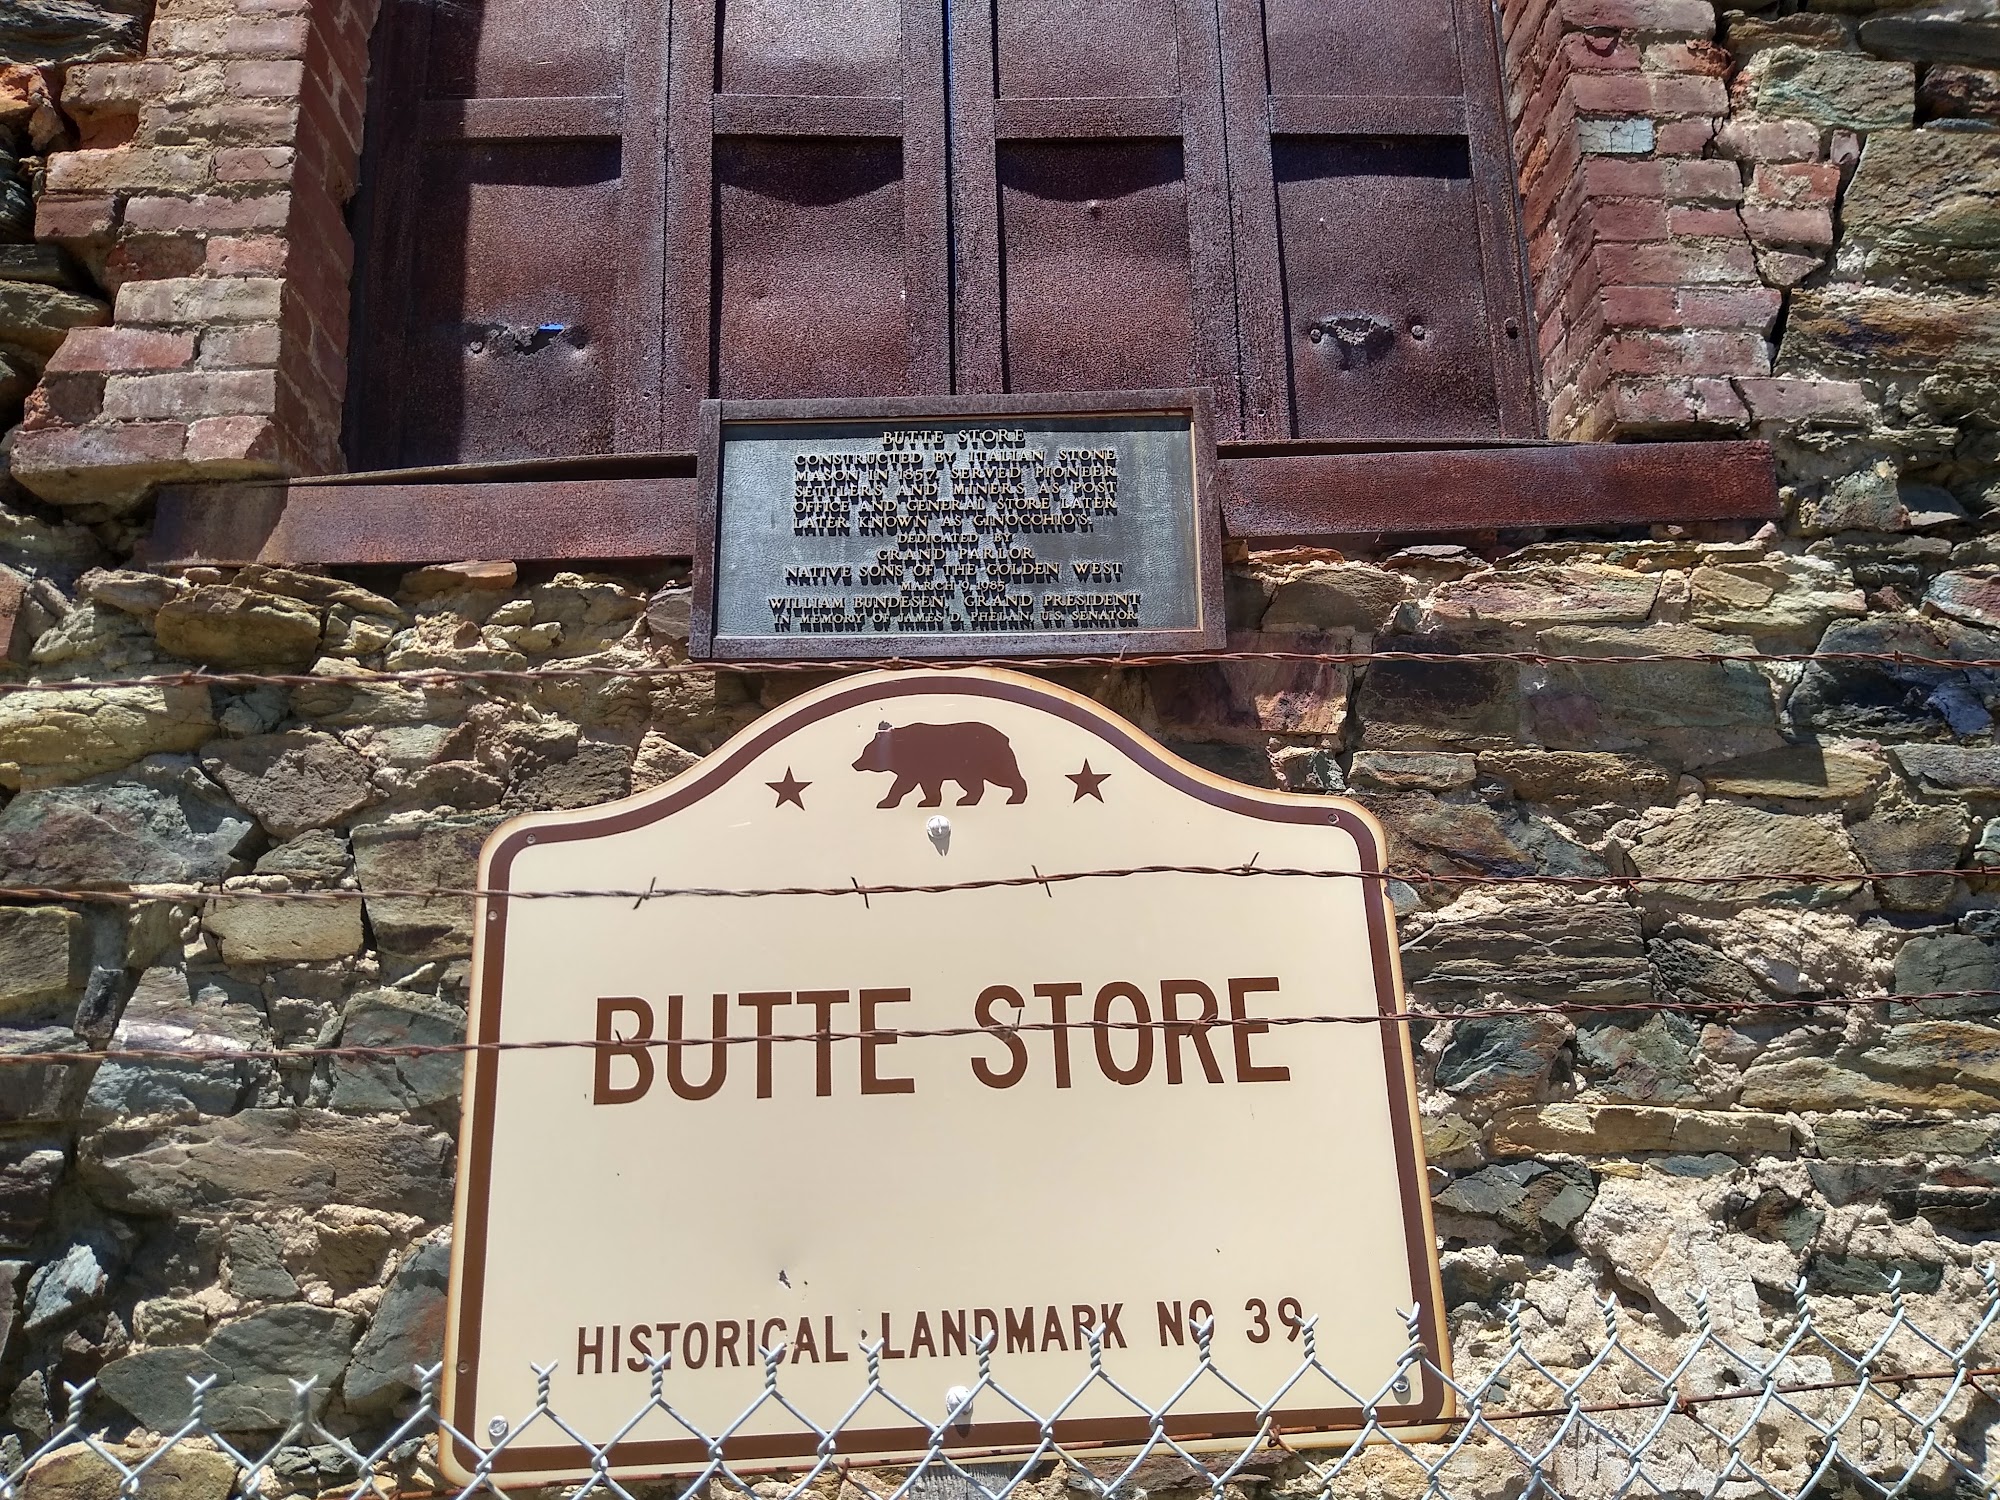 BUTTE STORE
CONSTRUCTED BY ITALIAN STONE
MASON IN 1857. SERVED PIONEER
SETTLERS AND MINERS AS POST
OFFICE AND GENERAL STORE LATER
LATER KNOWN AS GINOCCHIO'S.
DEDICATED BY
GRAND PARLOR
NATIVE SONS OF THE GOLDEN WEST
MARCH 9, 1985
WILLIAM BUNDESEN, GRAND PRESIDENT
IN MEMORY OF JAMES D. PHELAN, U.S. SENATOR
BUTTE STORE
HISTORICAL LANDMARK NO 39